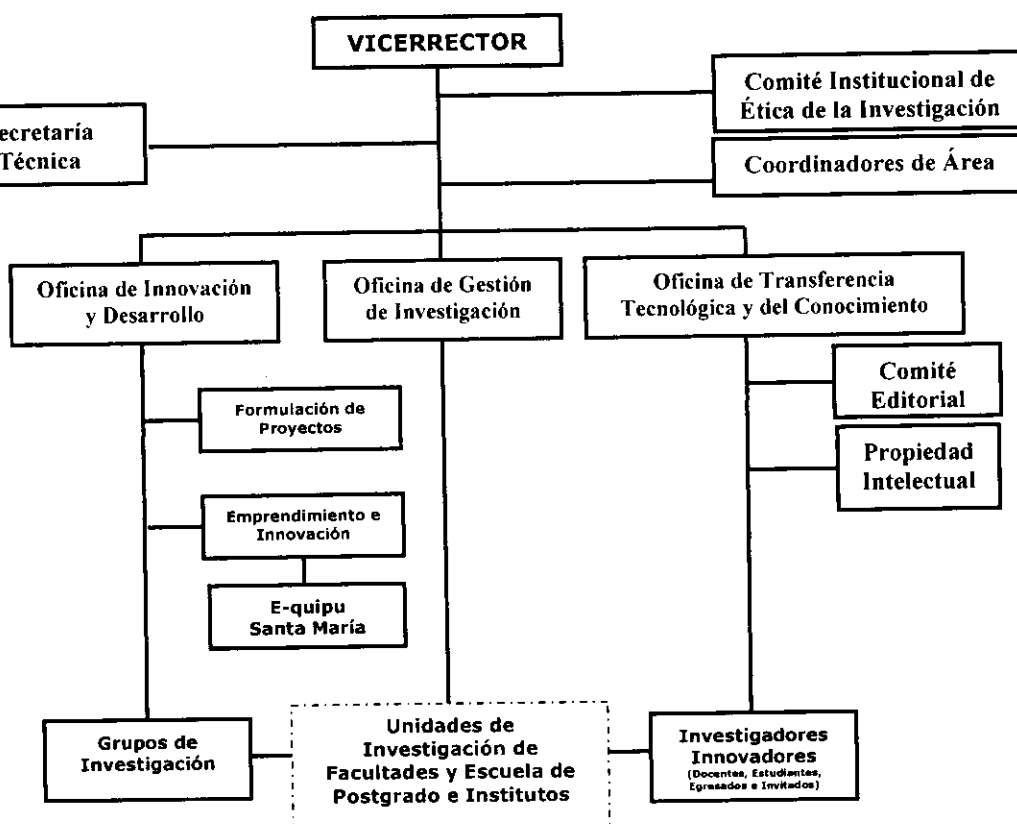 VICERRECTOR
Comité Institucional de
Ética de la Investigación
ecretaría
Técnica
Coordinadores de Área
Oficina de Innovación
y Desarrollo
Oficina de Gestión
de Investigación
Oficina de Transferencia
Tecnológica y del Conocimiento
Comité
Editorial
Formulación de
Proyectos
Propiedad
Intelectual
Emprendimiento e
Innovación
E-quipu
Santa María
Grupos de
Investigación
Unidades de
Investigación de
Facultades y Escuela de
Postgrado e Institutos
Investigadores
Innovadores
(Docentes, Estudiantes,
Egresados e Invitados)